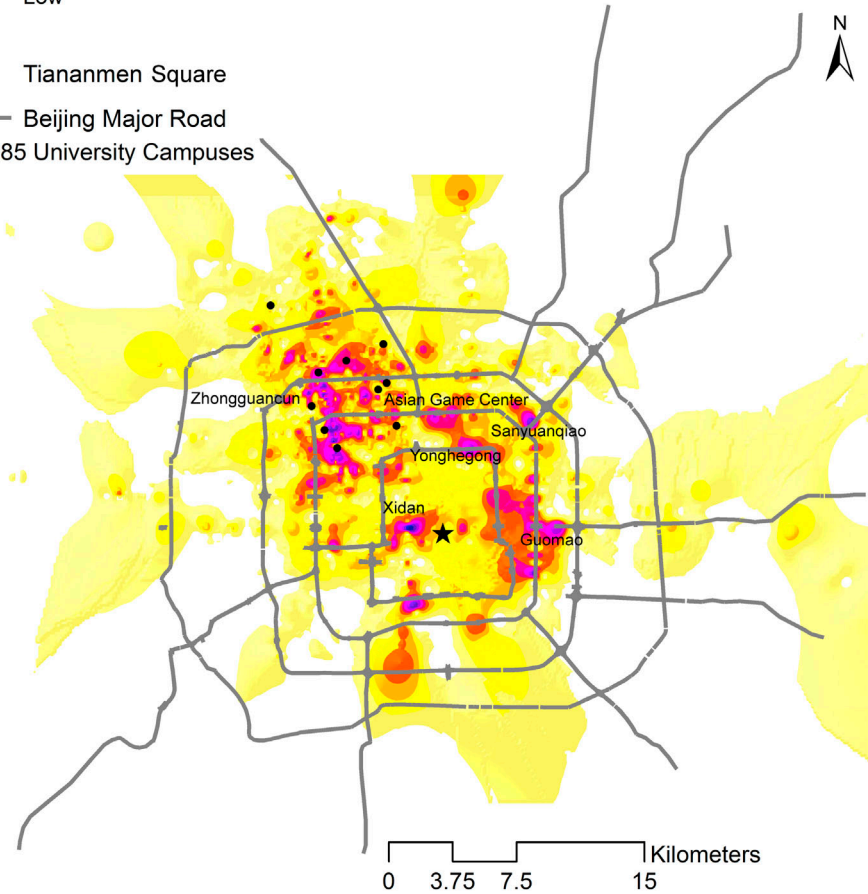 Tiananmen Square
Beijing Major Road
85 University Campuses
N
Zhongguancun
Asian Game Center
Sanyuanqiao
Yonghegong
Xidan
Guomao
Kilometers
0 3.75 7.5 15